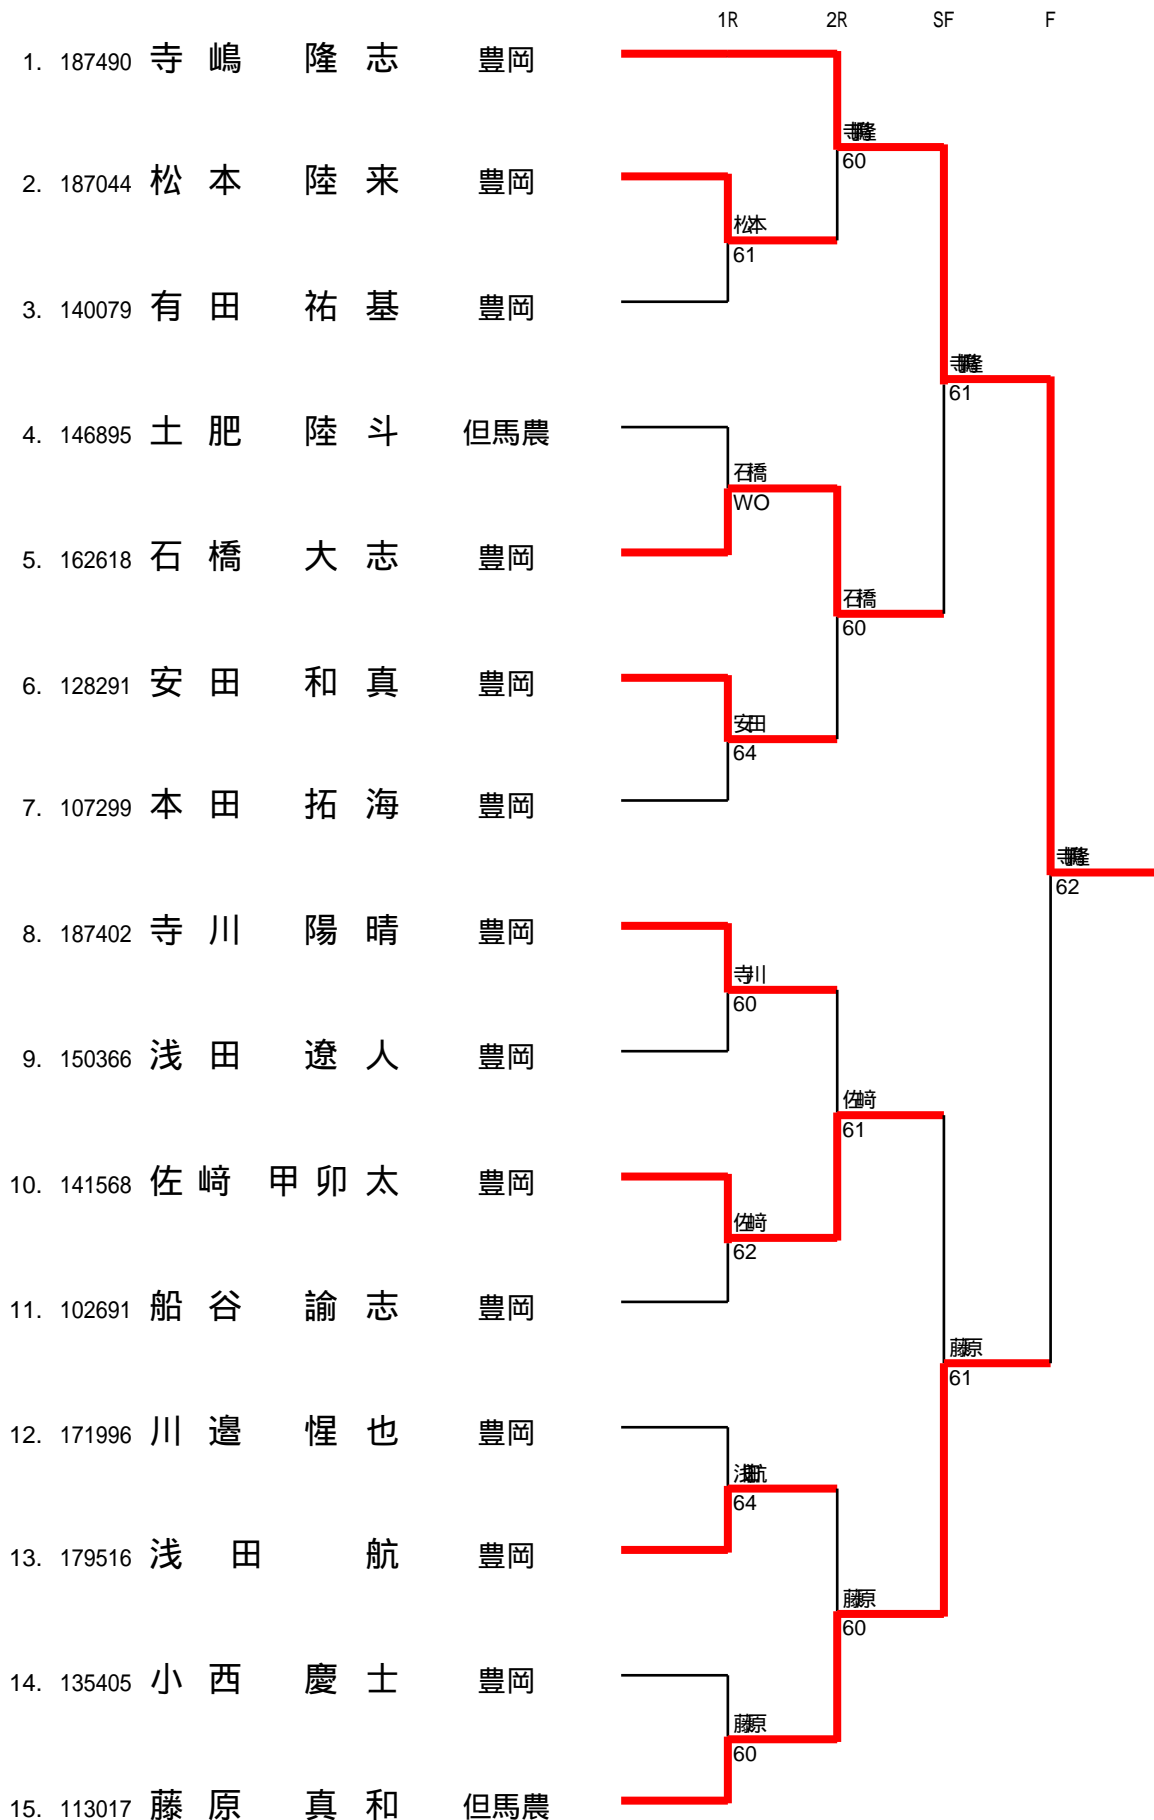 1R 2R SF F
1. 187490 寺嶋 隆志 豊岡
寺嶋隆
60
2. 187044 松本 陸来 豊岡
松本
61
3. 140079 有田 祐基 豊岡
寺嶋隆
61
4. 146895 土肥 陸斗 但馬農
石橋
WO
5. 162618 石橋 大志 豊岡
石橋
60
6. 128291 安田 和真 豊岡
安田
64
7. 107299 本田 拓海 豊岡
寺嶋隆
62
8. 187402 寺川 陽晴 豊岡
寺川
60
9. 150366 浅田 遼人 豊岡
佐﨑
61
10. 141568 佐﨑 甲卯太 豊岡
佐﨑
62
11. 102691 船谷 諭志 豊岡
藤原
61
12. 171996 川邉 惺也 豊岡
浅田航
64
13. 179516 浅田 航 豊岡
藤原
60
14. 135405 小西 慶士 豊岡
藤原
60
15. 113017 藤原 真和 但馬農